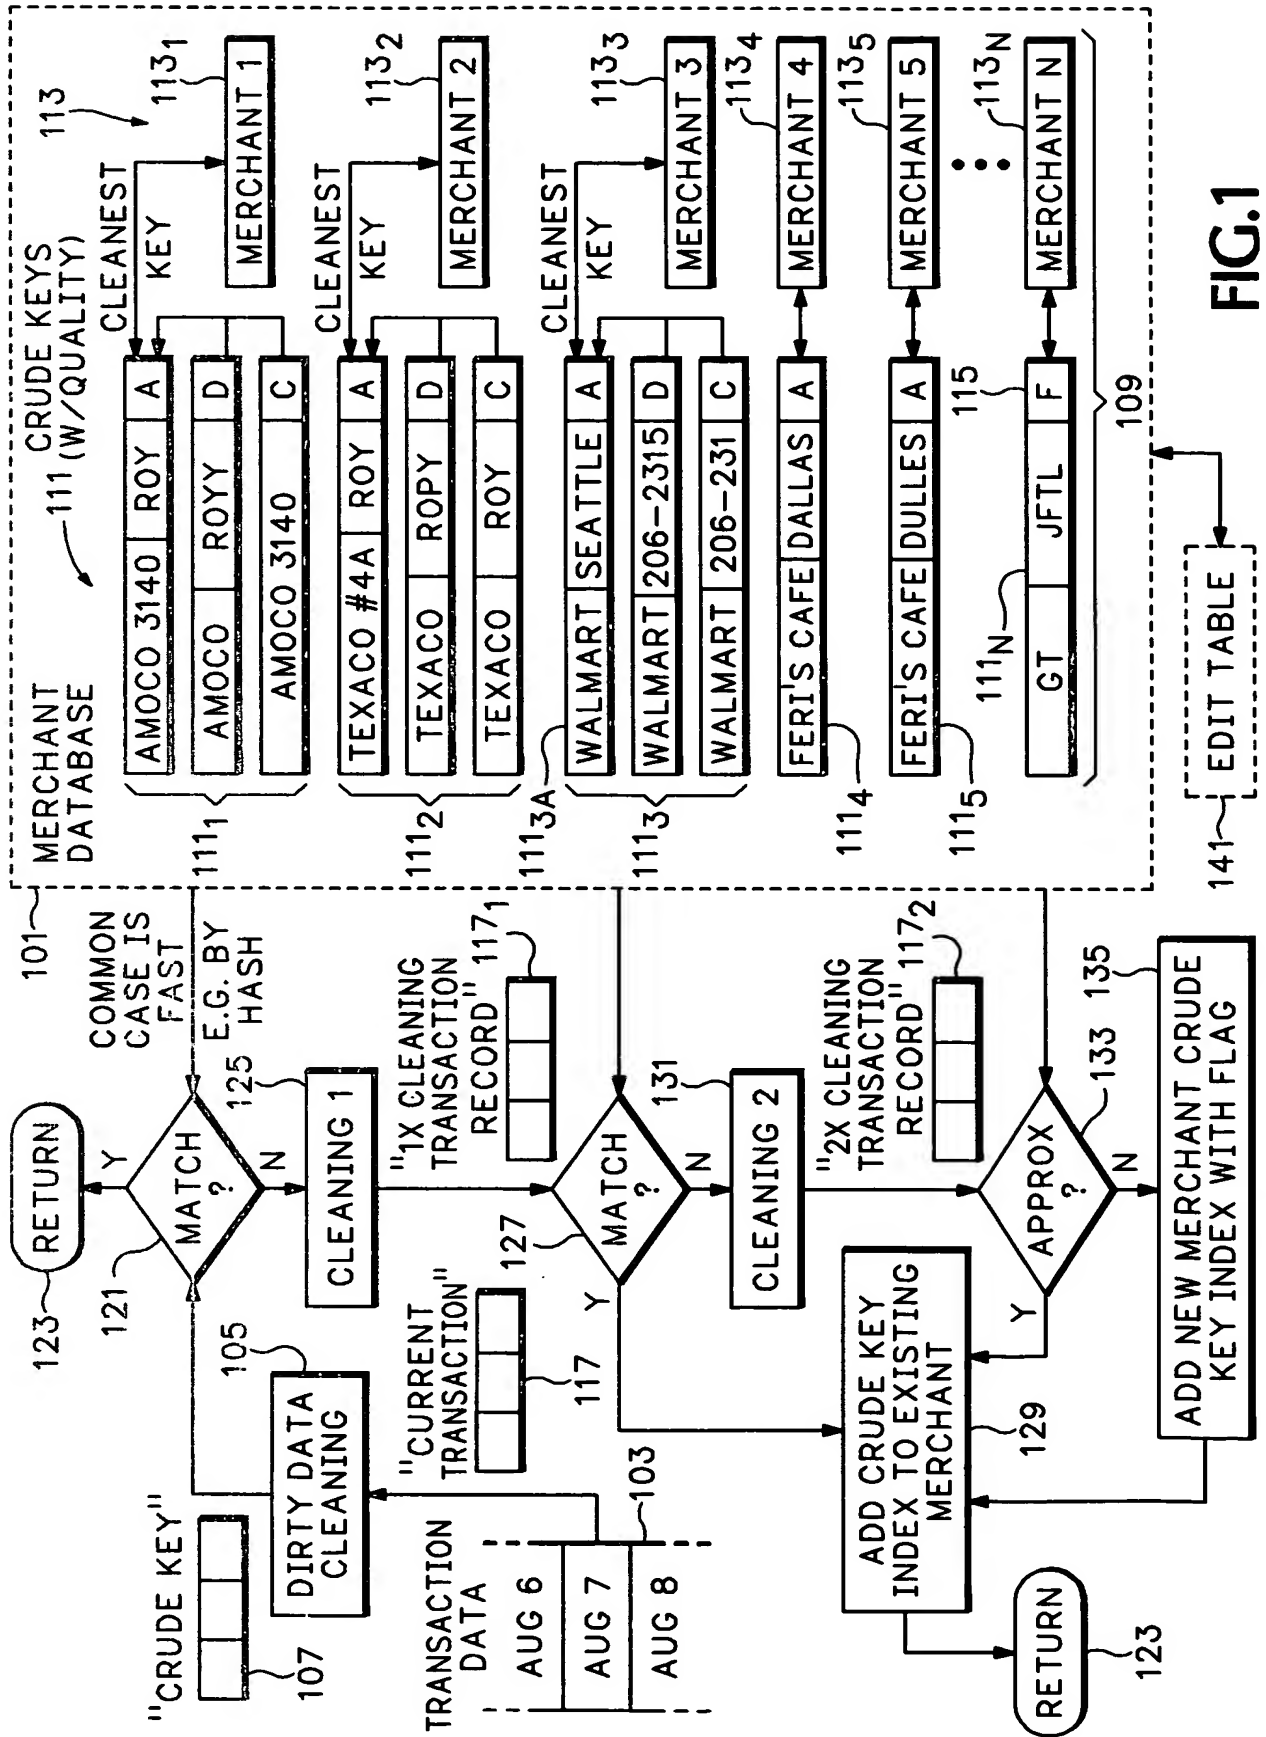 101
MERCHANT
DATABASE
111
CRUDE KEYS
(W/QUALITY)
113
CLEANEST
KEY
AMOCO 3140 ROY A
AMOCO ROYY D
AMOCO 3140 C
111₁
MERCHANT 1
113₁
CLEANEST
KEY
TEXACO #4A ROY A
TEXACO ROPY D
TEXACO ROY C
111₂
MERCHANT 2
113₂
CLEANEST
KEY
111₃A
WALMART SEATTLE A
WALMART 206-2315 D
WALMART 206-231 C
111₃
MERCHANT 3
113₃
FERI'S CAFE DALLAS A
111₄
MERCHANT 4
113₄
FERI'S CAFE DULLES A
111₅
MERCHANT 5
113₅
111N
GT JFTL F
115
MERCHANT N
113N
109
141
EDIT TABLE
COMMON
CASE IS
FAST
E.G. BY
HASH
"CRUDE KEY"
107
105
DIRTY DATA
CLEANING
TRANSACTION
DATA
AUG 6
AUG 7
AUG 8
103
"CURRENT
TRANSACTION"
117
123
RETURN
Y
121
MATCH
?
N
125
CLEANING 1
"1X CLEANING
TRANSACTION
RECORD"
117₁
127
MATCH
?
Y
N
131
CLEANING 2
"2X CLEANING
TRANSACTION
RECORD"
117₂
APPROX
?
133
Y
N
ADD CRUDE KEY
INDEX TO EXISTING
MERCHANT
129
135
ADD NEW MERCHANT CRUDE
KEY INDEX WITH FLAG
RETURN
123
FIG.1